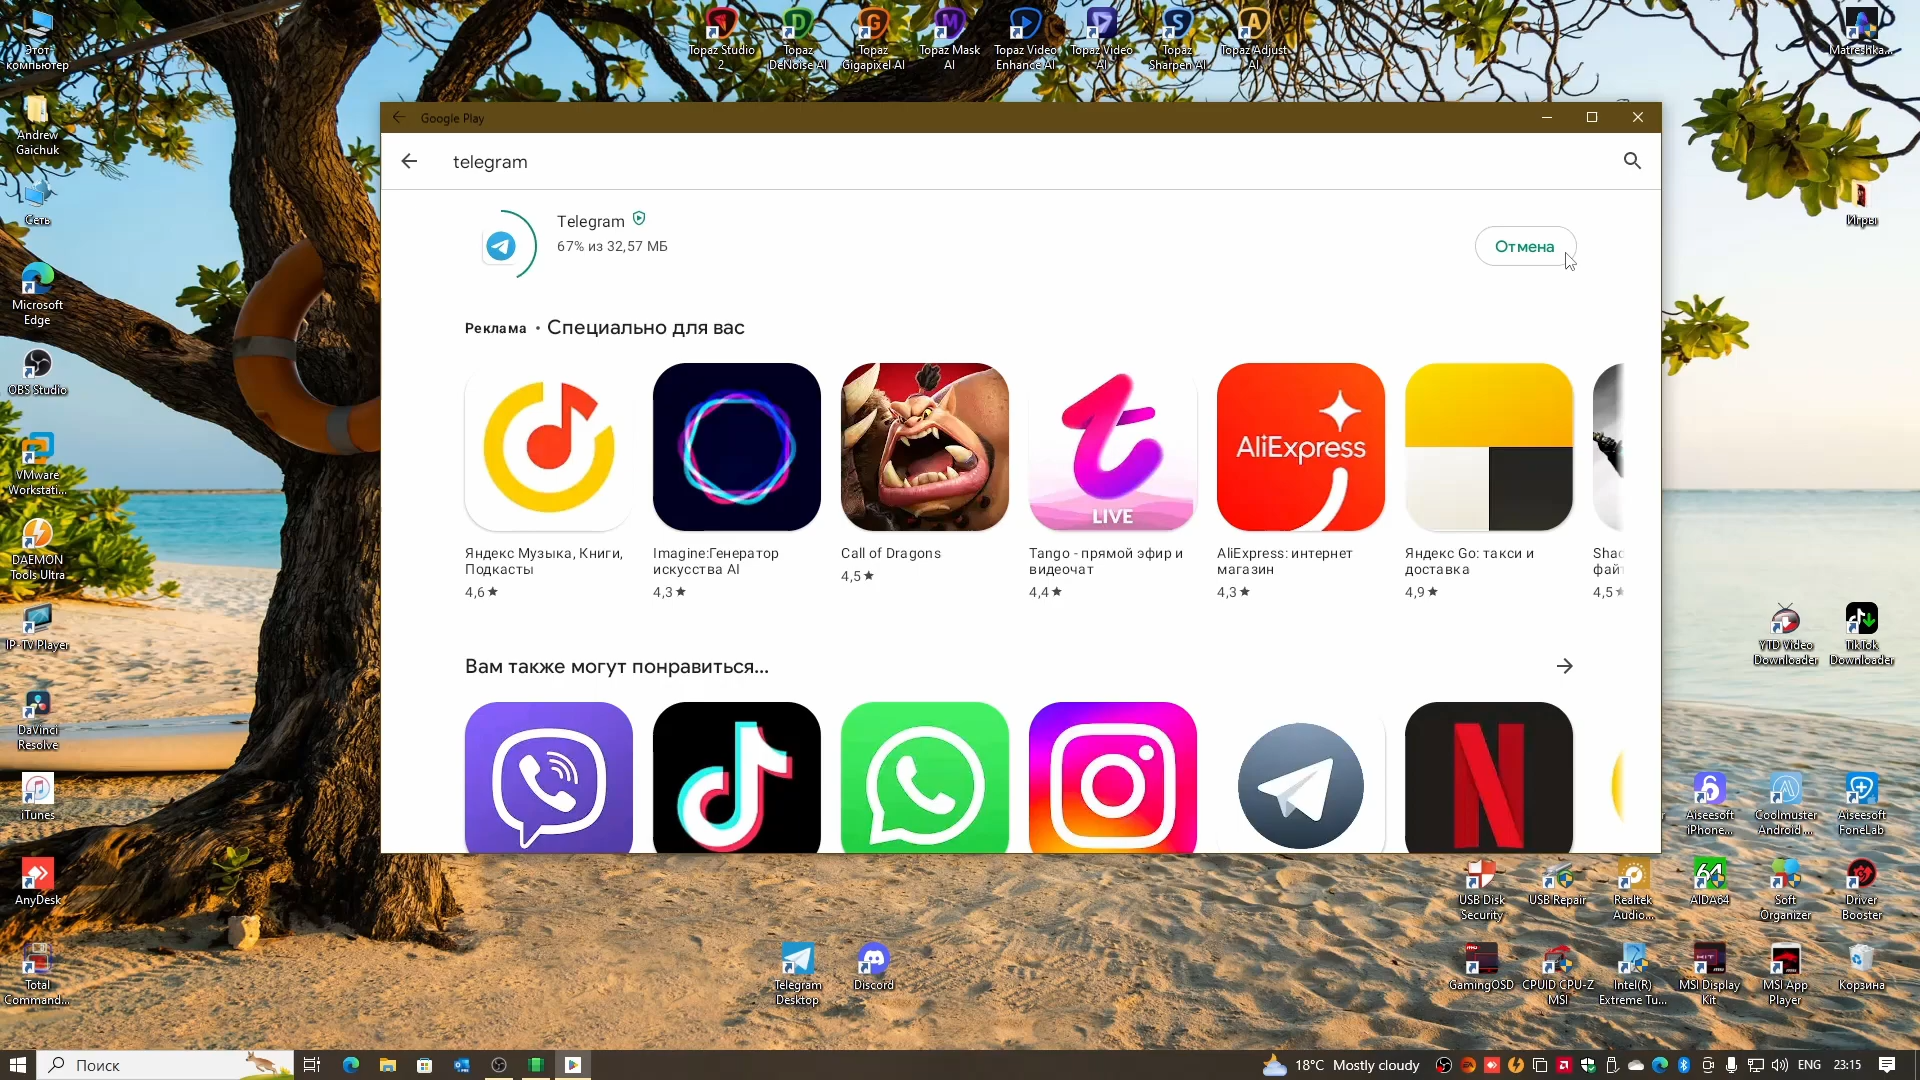 Этот компьютер
Topaz Studio 2
Topaz DeNoise AI
Topaz Gigapixel AI
Topaz Mask AI
Topaz Video Enhance AI
Topaz Video AI
Topaz Sharpen AI
Topaz Adjust AI
Matreshka...
Andrew Gaichuk
Сеть
Microsoft Edge
OBS Studio
VMware Workstati...
DAEMON Tools Ultra
IP-TV Player
DaVinci Resolve
iTunes
AnyDesk
Total Command...
Google Play
telegram
Telegram
67% из 32,57 МБ
Отмена
Реклама • Специально для вас
AliExpress
LIVE
Яндекс Музыка, Книги, Подкасты
4,6★
Imagine:Генератор искусства AI
4,3★
Call of Dragons
4,5★
Tango - прямой эфир и видеочат
4,4★
AliExpress: интернет магазин
4,3★
Яндекс Go: такси и доставка
4,9★
4,5
Вам также могут понравиться...
Игры
YTD Video Downloader
TikTok Downloader
Aiseesoft iPhone...
Coolmuster Android ...
Aiseesoft FoneLab
USB Disk Security
USB Repair
Realtek Audio...
64
AIDA64
Soft Organizer
Driver Booster
Telegram Desktop
Discord
GamingOSD
CPUID CPU-Z MSI
Intel(R) Extreme Tu...
MSI Display Kit
MSI App Player
Корзина
Поиск
18°C Mostly cloudy
ENG
23:15